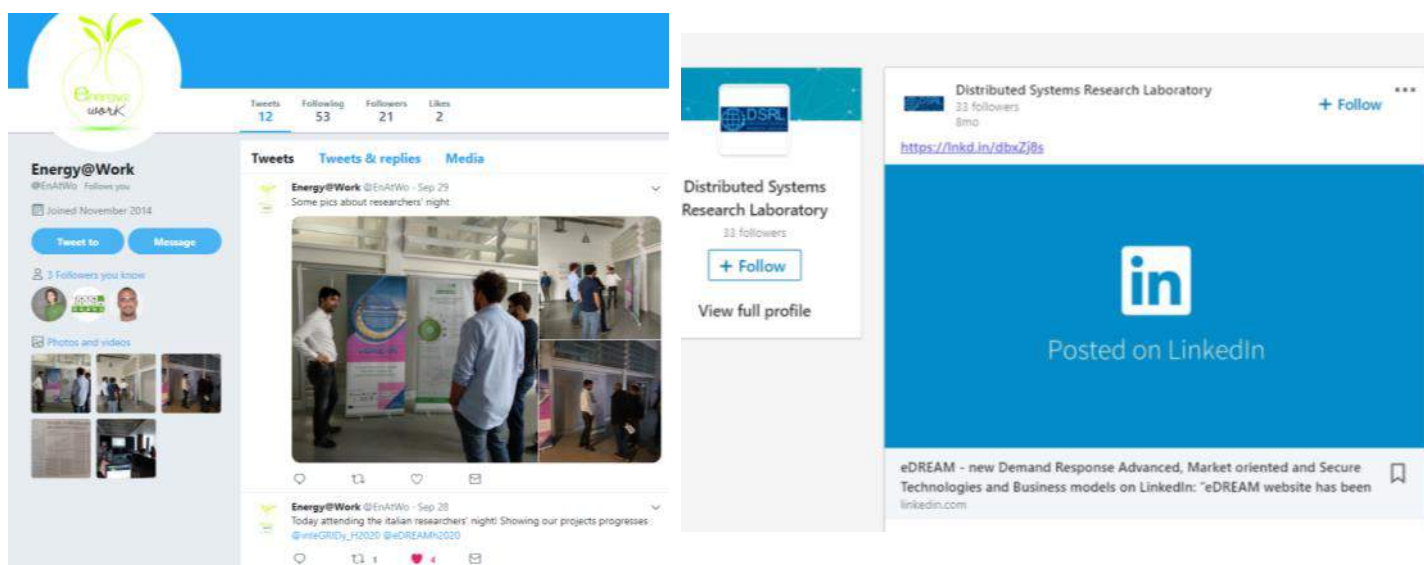 Energy@
work
Tweets Following Followers Likes
12 53 21 2
Energy@Work
@EnAtWo Follows you
Joined November 2014
Tweet to Message
3 Followers you know
Photos and videos
Tweets Tweets & replies Media
Energy@Work @EnAtWo · Sep 29
Some pics about researchers' night
Energy@Work @EnAtWo · Sep 28
Today attending the italian researchers' night! Showing our projects progresses
@inteGRIDy_H2020 @eDREAMh2020
1 4
DSRL
Distributed Systems
Research Laboratory
33 followers
+ Follow
View full profile
Distributed Systems Research Laboratory
33 followers
8mo
+ Follow
https://lnkd.in/dbxZj8s
in
Posted on LinkedIn
eDREAM - new Demand Response Advanced, Market oriented and Secure
Technologies and Business models on LinkedIn: "eDREAM website has been
linkedin.com